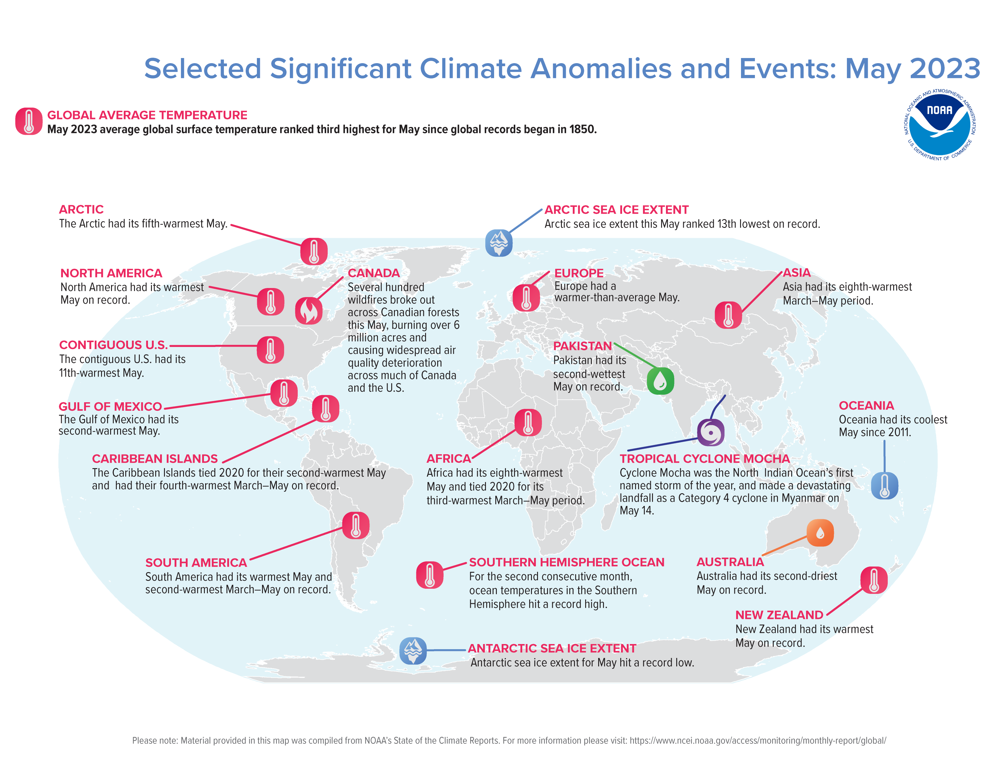 Selected Significant Climate Anomalies and Events: May 2023
NATIONAL OCEANIC AND ATMOSPHERIC ADMINISTRATION
NOAA
U.S. DEPARTMENT OF COMMERCE
GLOBAL AVERAGE TEMPERATURE
May 2023 average global surface temperature ranked third highest for May since global records began in 1850.
ARCTIC
The Arctic had its fifth-warmest May.
ARCTIC SEA ICE EXTENT
Arctic sea ice extent this May ranked 13th lowest on record.
NORTH AMERICA
North America had its warmest
May on record.
CANADA
Several hundred
wildfires broke out
across Canadian forests
this May, burning over 6
million acres and
causing widespread air
quality deterioration
across much of Canada
and the U.S.
EUROPE
Europe had a
warmer-than-average May.
ASIA
Asia had its eighth-warmest
March–May period.
CONTIGUOUS U.S.
The contiguous U.S. had its
11th-warmest May.
PAKISTAN
Pakistan had its
second-wettest
May on record.
GULF OF MEXICO
The Gulf of Mexico had its
second-warmest May.
OCEANIA
Oceania had its coolest
May since 2011.
CARIBBEAN ISLANDS
The Caribbean Islands tied 2020 for their second-warmest May
and had their fourth-warmest March–May on record.
AFRICA
Africa had its eighth-warmest
May and tied 2020 for its
third-warmest March–May period.
TROPICAL CYCLONE MOCHA
Cyclone Mocha was the North Indian Ocean's first
named storm of the year, and made a devastating
landfall as a Category 4 cyclone in Myanmar on
May 14.
SOUTH AMERICA
South America had its warmest May and
second-warmest March–May on record.
SOUTHERN HEMISPHERE OCEAN
For the second consecutive month,
ocean temperatures in the Southern
Hemisphere hit a record high.
AUSTRALIA
Australia had its second-driest
May on record.
NEW ZEALAND
New Zealand had its warmest
May on record.
ANTARCTIC SEA ICE EXTENT
Antarctic sea ice extent for May hit a record low.
Please note: Material provided in this map was compiled from NOAA's State of the Climate Reports. For more information please visit: https://www.ncei.noaa.gov/access/monitoring/monthly-report/global/